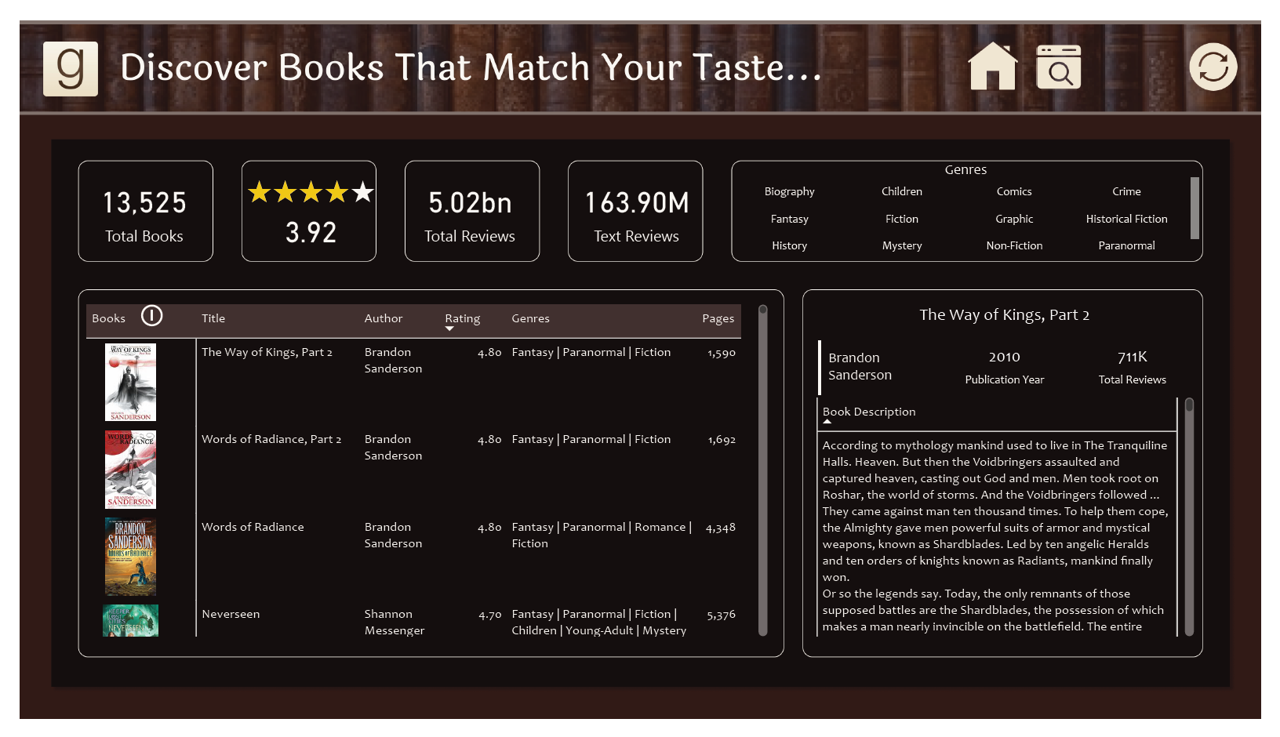 g Discover Books That Match Your Taste...
13,525
Total Books
3.92
5.02bn
Total Reviews
163.90M
Text Reviews
Genres
Biography Children Comics Crime
Fantasy Fiction Graphic Historical Fiction
History Mystery Non-Fiction Paranormal
Books Title Author Rating Genres Pages
WAY OF KINGS
SANDERSON
The Way of Kings, Part 2 Brandon 4.80 Fantasy | Paranormal | Fiction 1,590
Sanderson
WORDS
RADIANCE
SANDERSON
Words of Radiance, Part 2 Brandon 4.80 Fantasy | Paranormal | Fiction 1,692
Sanderson
BRANDON
SANDERSON
Words of Radiance Brandon 4.80 Fantasy | Paranormal | Romance | 4,348
Sanderson Fiction
Neverseen Shannon 4.70 Fantasy | Paranormal | Fiction | 5,376
Messenger Children | Young-Adult | Mystery
The Way of Kings, Part 2
Brandon
Sanderson
2010
Publication Year
711K
Total Reviews
Book Description
According to mythology mankind used to live in The Tranquiline
Halls. Heaven. But then the Voidbringers assaulted and
captured heaven, casting out God and men. Men took root on
Roshar, the world of storms. And the Voidbringers followed ...
They came against man ten thousand times. To help them cope,
the Almighty gave men powerful suits of armor and mystical
weapons, known as Shardblades. Led by ten angelic Heralds
and ten orders of knights known as Radiants, mankind finally
won.
Or so the legends say. Today, the only remnants of those
supposed battles are the Shardblades, the possession of which
makes a man nearly invincible on the battlefield. The entire